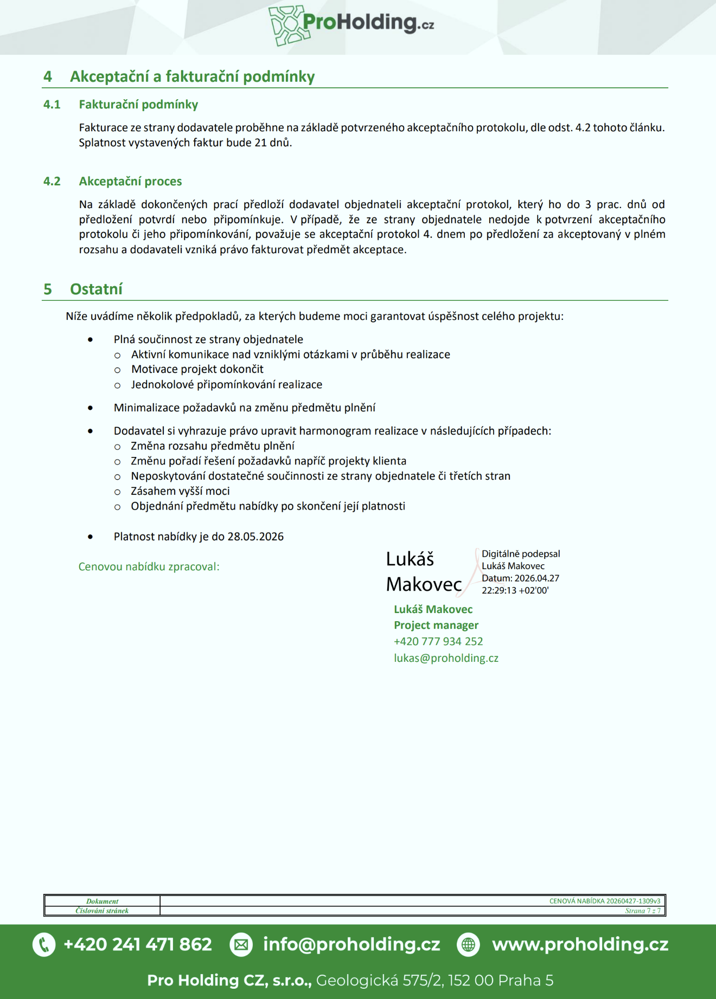 ProHolding.cz
4 Akceptační a fakturační podmínky
4.1 Fakturační podmínky
Fakturace ze strany dodavatele proběhne na základě potvrzeného akceptačního protokolu, dle odst. 4.2 tohoto článku.
Splatnost vystavených faktur bude 21 dnů.
4.2 Akceptační proces
Na základě dokončených prací předloží dodavatel objednateli akceptační protokol, který ho do 3 prac. dnů od
předložení potvrdí nebo připomínkuje. V případě, že ze strany objednatele nedojde k potvrzení akceptačního
protokolu či jeho připomínkování, považuje se akceptační protokol 4. dnem po předložení za akceptovaný v plném
rozsahu a dodavateli vzniká právo fakturovat předmět akceptace.
5 Ostatní
Níže uvádíme několik předpokladů, za kterých budeme moci garantovat úspěšnost celého projektu:
• Plná součinnost ze strany objednatele
o Aktivní komunikace nad vzniklými otázkami v průběhu realizace
o Motivace projekt dokončit
o Jednokolové připomínkování realizace
• Minimalizace požadavků na změnu předmětu plnění
• Dodavatel si vyhrazuje právo upravit harmonogram realizace v následujících případech:
o Změna rozsahu předmětu plnění
o Změnu pořadí řešení požadavků napříč projekty klienta
o Neposkytování dostatečné součinnosti ze strany objednatele či třetích stran
o Zásahem vyšší moci
o Objednání předmětu nabídky po skončení její platnosti
• Platnost nabídky je do 28.05.2026
Cenovou nabídku zpracoval:
Lukáš
Makovec
Digitálně podepsal
Lukáš Makovec
Datum: 2026.04.27
22:29:13 +02'00'
Lukáš Makovec
Project manager
+420 777 934 252
lukas@proholding.cz
Dokument CENOVÁ NABÍDKA 20260427-1309v3
Číslování stránek Strana 7 z 7
+420 241 471 862 info@proholding.cz www.proholding.cz
Pro Holding CZ, s.r.o., Geologická 575/2, 152 00 Praha 5